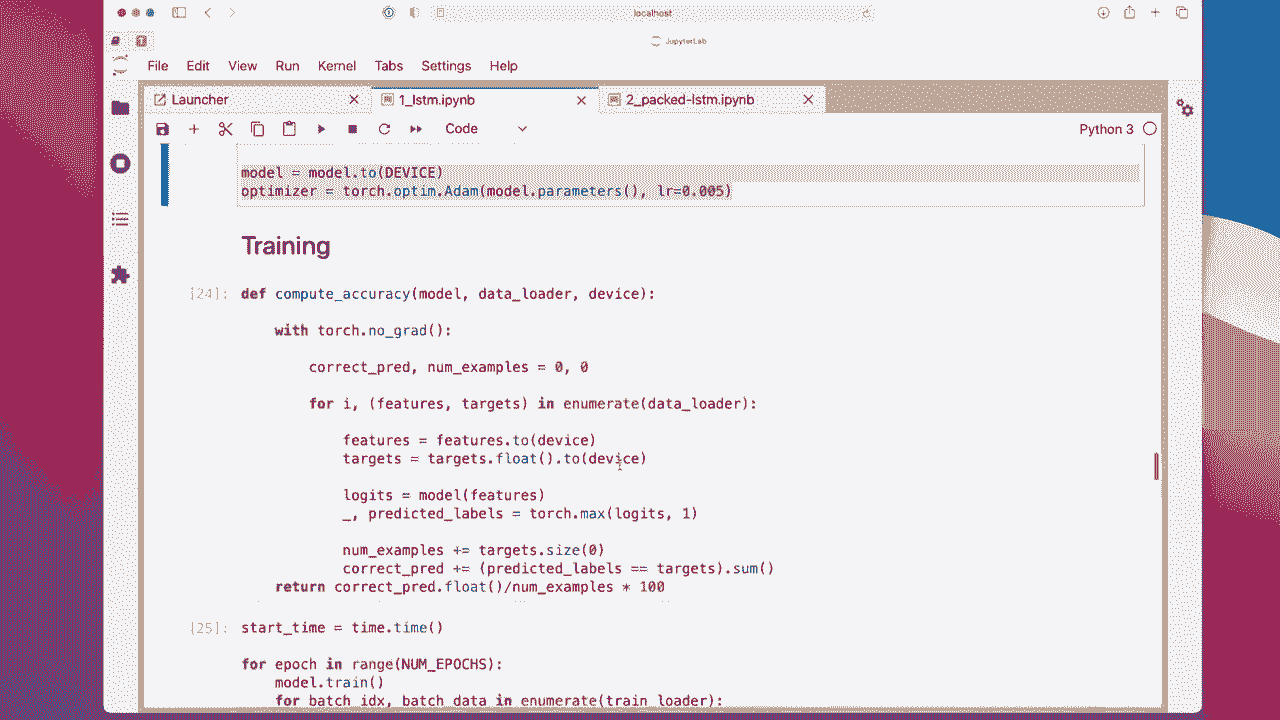 localhost
JupyterLab
File Edit View Run Kernel Tabs Settings Help
Launcher 1_lstm.ipynb 2_packed-lstm.ipynb
Code Python 3
model = model.to(DEVICE)
optimizer = torch.optim.Adam(model.parameters(), lr=0.005)
Training
[24]: def compute_accuracy(model, data_loader, device):
with torch.no_grad():
correct_pred, num_examples = 0, 0
for i, (features, targets) in enumerate(data_loader):
features = features.to(device)
targets = targets.float().to(device)
logits = model(features)
_, predicted_labels = torch.max(logits, 1)
num_examples += targets.size(0)
correct_pred += (predicted_labels == targets).sum()
return correct_pred.float()/num_examples * 100
[25]: start_time = time.time()
for epoch in range(NUM_EPOCHS):
model.train()
for batch_idx, batch_data in enumerate(train_loader):